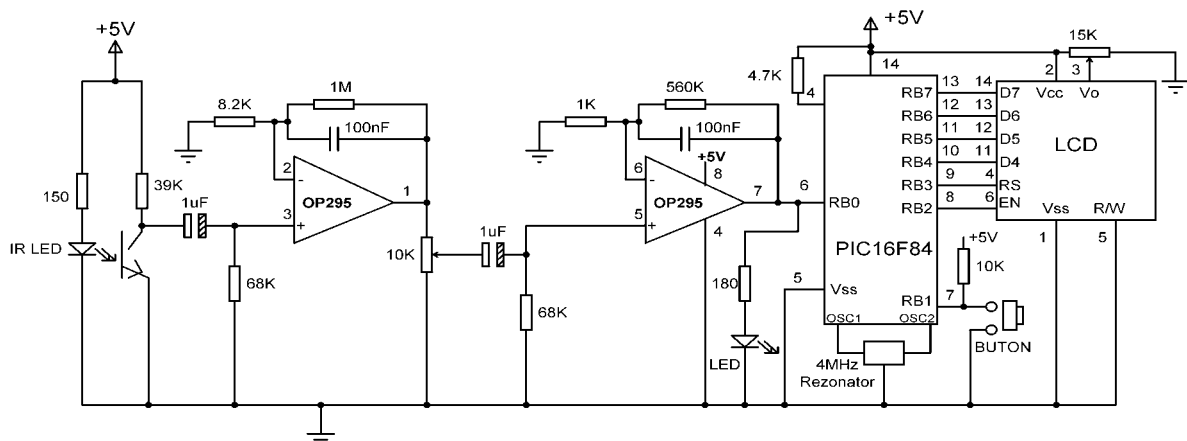 +5V
150
39K
IR LED
1uF
68K
8.2K
1M
100nF
2
-
3
+
OP295
1
10K
1uF
68K
1K
560K
100nF
6
-
5
+
OP295
+5V
8
7
4
180
LED
+5V
14
4.7K
4
6
RB0
5
Vss
PIC16F84
OSC1
OSC2
4MHz
Rezonator
RB7
13
14
D7
RB6
12
13
D6
RB5
11
12
D5
RB4
10
11
D4
RB3
9
4
RS
RB2
8
6
EN
RB1
7
+5V
10K
BUTON
15K
2
3
Vcc
Vo
LCD
Vss
R/W
1
5